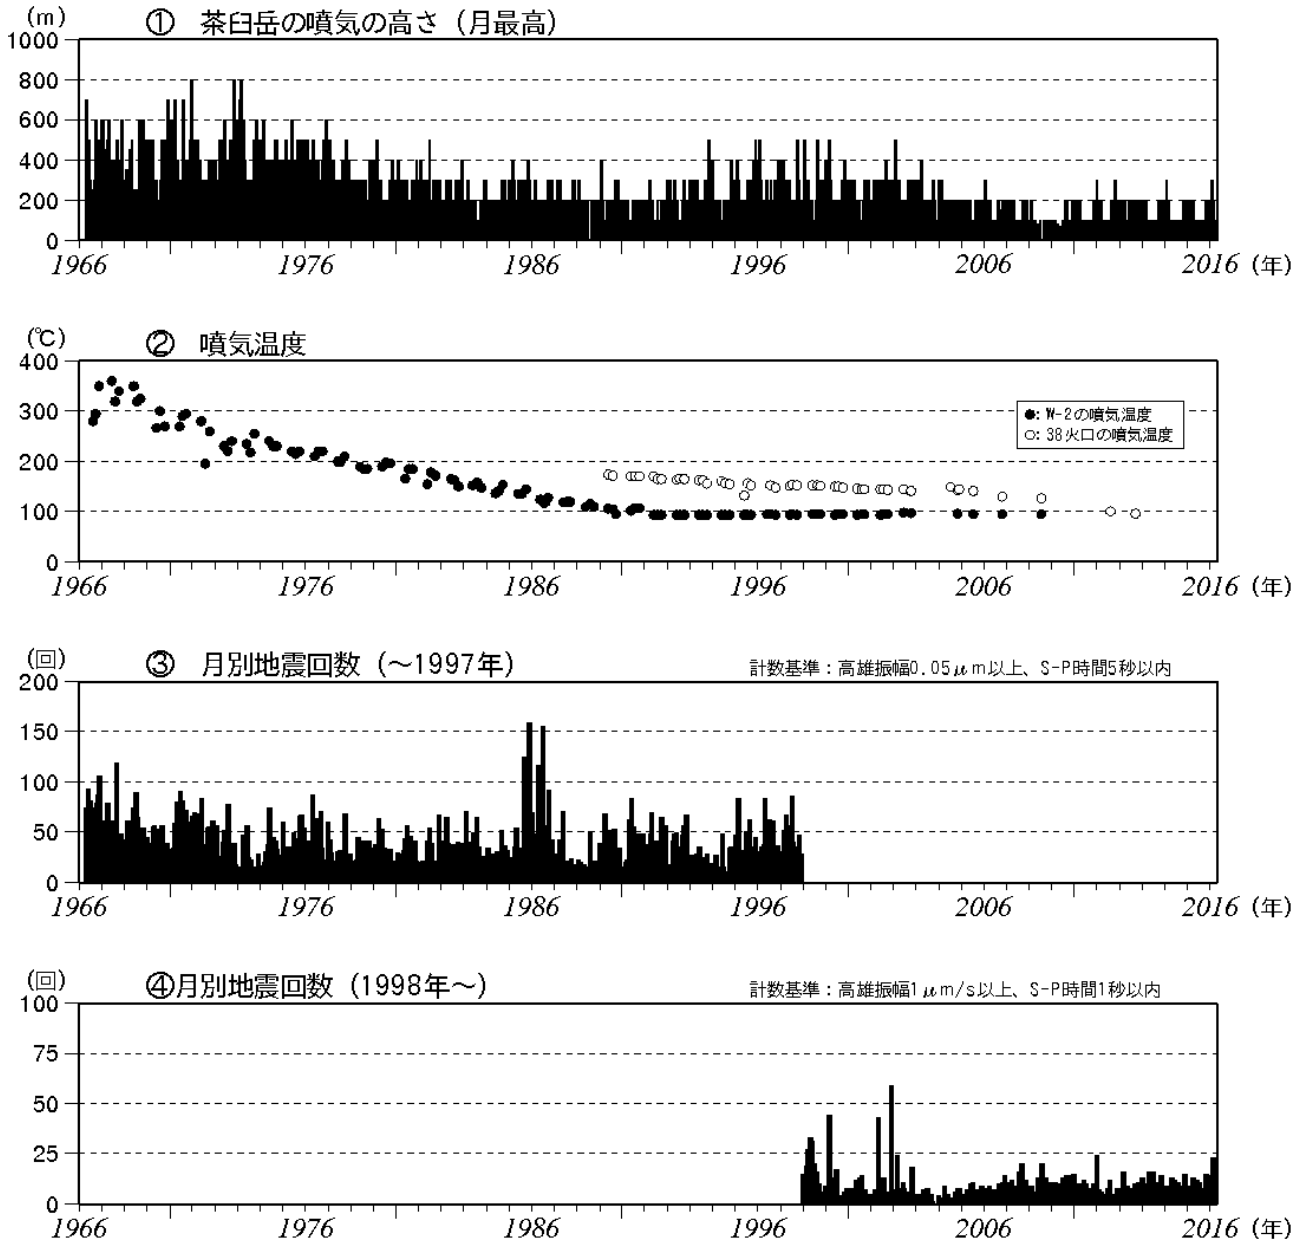 (m) ① 茶臼岳の噴気の高さ (月最高)
1000
800
600
400
200
0
1966 1976 1986 1996 2006 2016 (年)
(℃) ② 噴気温度
400
300
200
100
0
●: W-2の噴気温度
○: 38火口の噴気温度
1966 1976 1986 1996 2006 2016 (年)
(回) ③ 月別地震回数 (～1997年) 計数基準：高雄振幅0.05μm以上、S-P時間5秒以内
200
150
100
50
0
1966 1976 1986 1996 2006 2016 (年)
(回) ④月別地震回数 (1998年～) 計数基準：高雄振幅1μm/s以上、S-P時間1秒以内
100
75
50
25
0
1966 1976 1986 1996 2006 2016 (年)